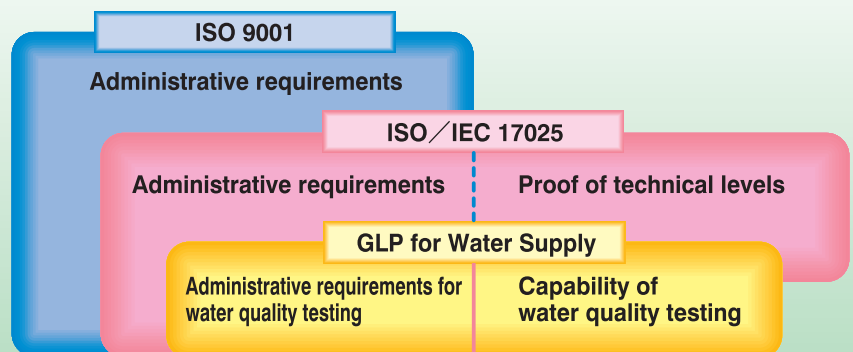 ISO 9001
Administrative requirements
ISO／IEC 17025
Administrative requirements
Proof of technical levels
GLP for Water Supply
Administrative requirements for
water quality testing
Capability of
water quality testing